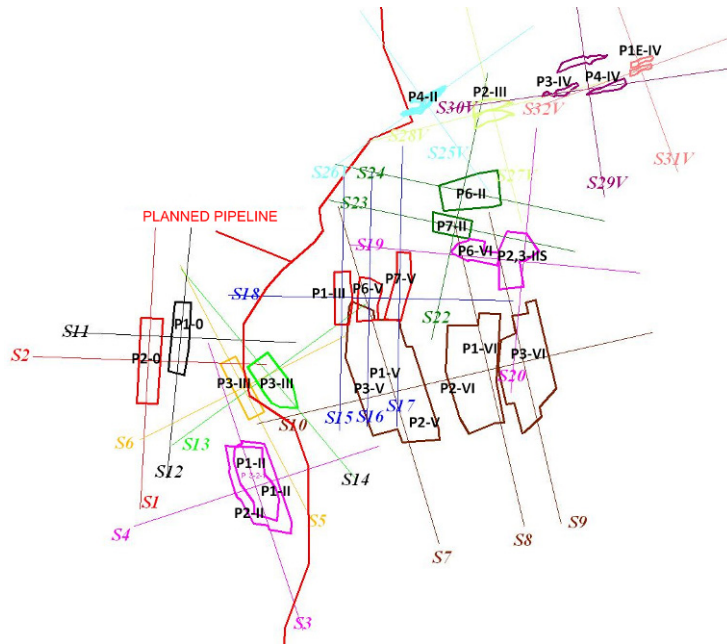 P1E-IV
P3-IV
P4-IV
P4-II
S30V
P2-III
S32V
S28V
S25V
S31V
S26V
S24
S27V
S29V
P6-II
S23
PLANNED PIPELINE
P7-II
S19
P6-VI
P2,3-IIS
P1-III
P6-V
P7-V
S18
S22
S11
P1-0
S2
P2-0
P1-VI
P3-VI
P3-III
P3-III
P1-V
P3-V
P2-VI
S20
S6
S13
S10
S15
S16
S17
P2-V
S12
P1-II
S14
P1-II
S1
P2-II
S4
S5
S7
S8
S9
S3